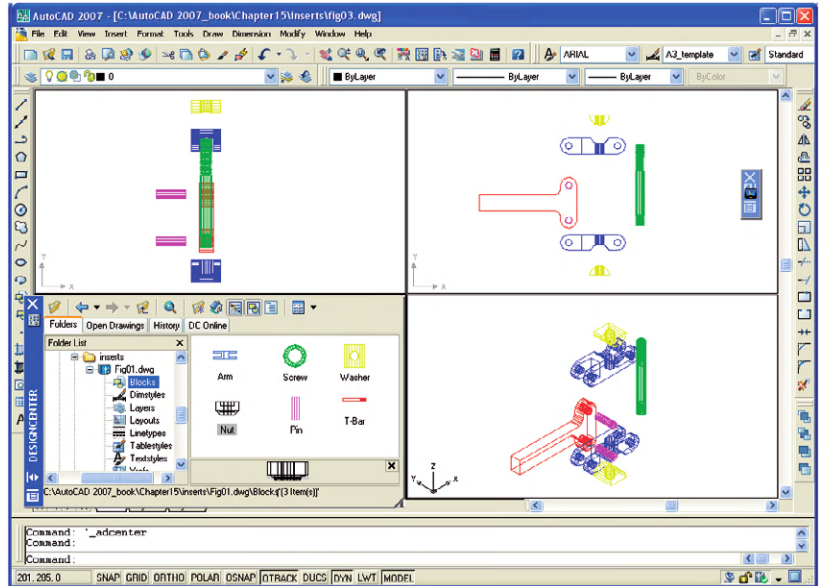 AutoCAD 2007 - [C:\AutoCAD 2007_book\Chapter15\Inserts\fig03.dwg]
File Edit View Insert Format Tools Draw Dimension Modify Window Help
ARIAL A3_template Standard
0 ByLayer ByLayer ByLayer ByColor
Y
X
Y
X
Folders Open Drawings History DC Online
Folder List
inserts
Fig01.dwg
Blocks
Dimstyles
Layers
Layouts
Linetypes
Tablestyles
Textstyles
Xrefs
Arm Screw Washer
Nut Pin T-Bar
DESIGNCENTER
C:\AutoCAD 2007_book\Chapter15\inserts\Fig01.dwg\Blocks (3 Item(s))
Z
Y X
Command: '_adcenter
Command:
Command:
201, 205, 0 SNAP GRID ORTHO POLAR OSNAP OTRACK DUCS DYN LWT MODEL